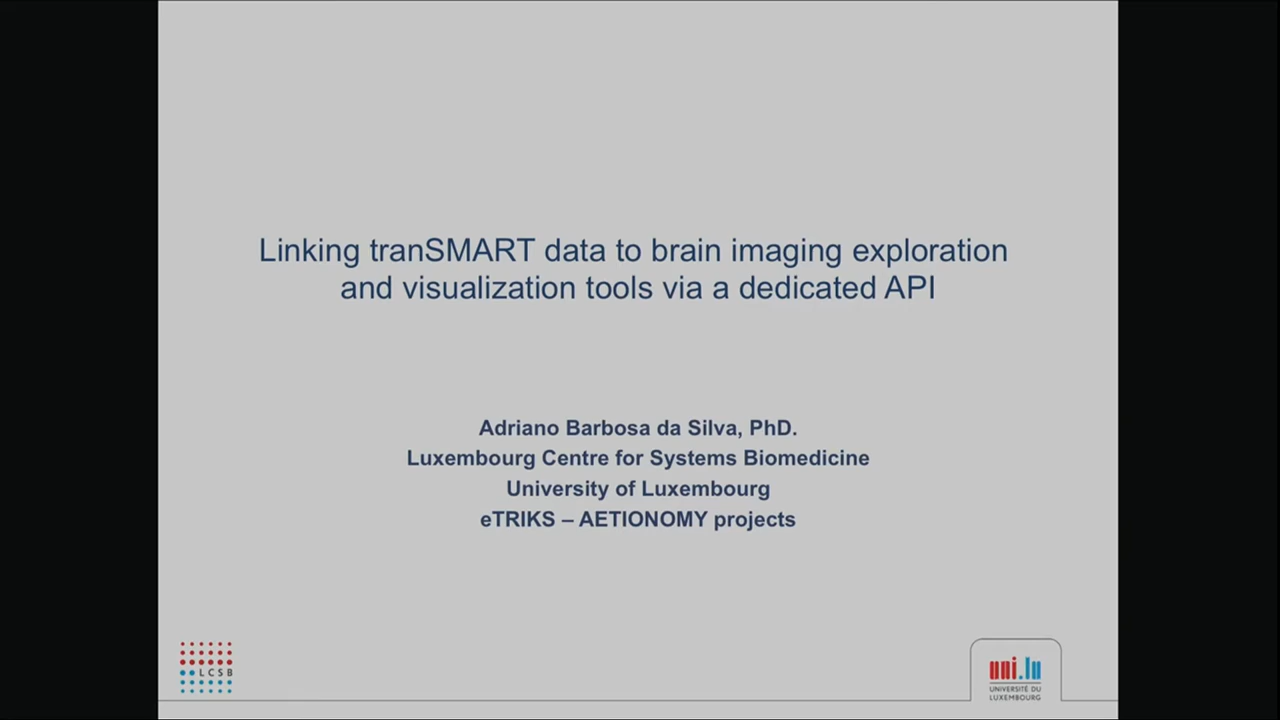 Linking tranSMART data to brain imaging exploration
and visualization tools via a dedicated API
Adriano Barbosa da Silva, PhD.
Luxembourg Centre for Systems Biomedicine
University of Luxembourg
eTRIKS – AETIONOMY projects
LCSB
uni.lu
UNIVERSITÉ DU
LUXEMBOURG